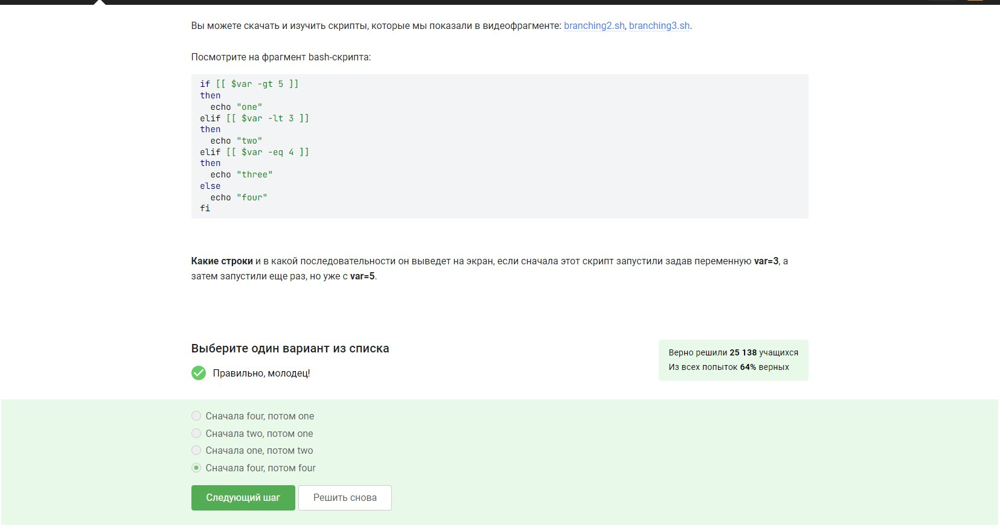 Вы можете скачать и изучить скрипты, которые мы показали в видеофрагменте: branching2.sh, branching3.sh.
Посмотрите на фрагмент bash-скрипта:
if [[ $var -gt 5 ]]
then
  echo "one"
elif [[ $var -lt 3 ]]
then
  echo "two"
elif [[ $var -eq 4 ]]
then
  echo "three"
else
  echo "four"
fi
Какие строки и в какой последовательности он выведет на экран, если сначала этот скрипт запустили задав переменную var=3, а
затем запустили еще раз, но уже с var=5.
Выберите один вариант из списка
Правильно, молодец!
Верно решили 25 138 учащихся
Из всех попыток 64% верных
Сначала four, потом one
Сначала two, потом one
Сначала one, потом two
Сначала four, потом four
Следующий шаг
Решить снова